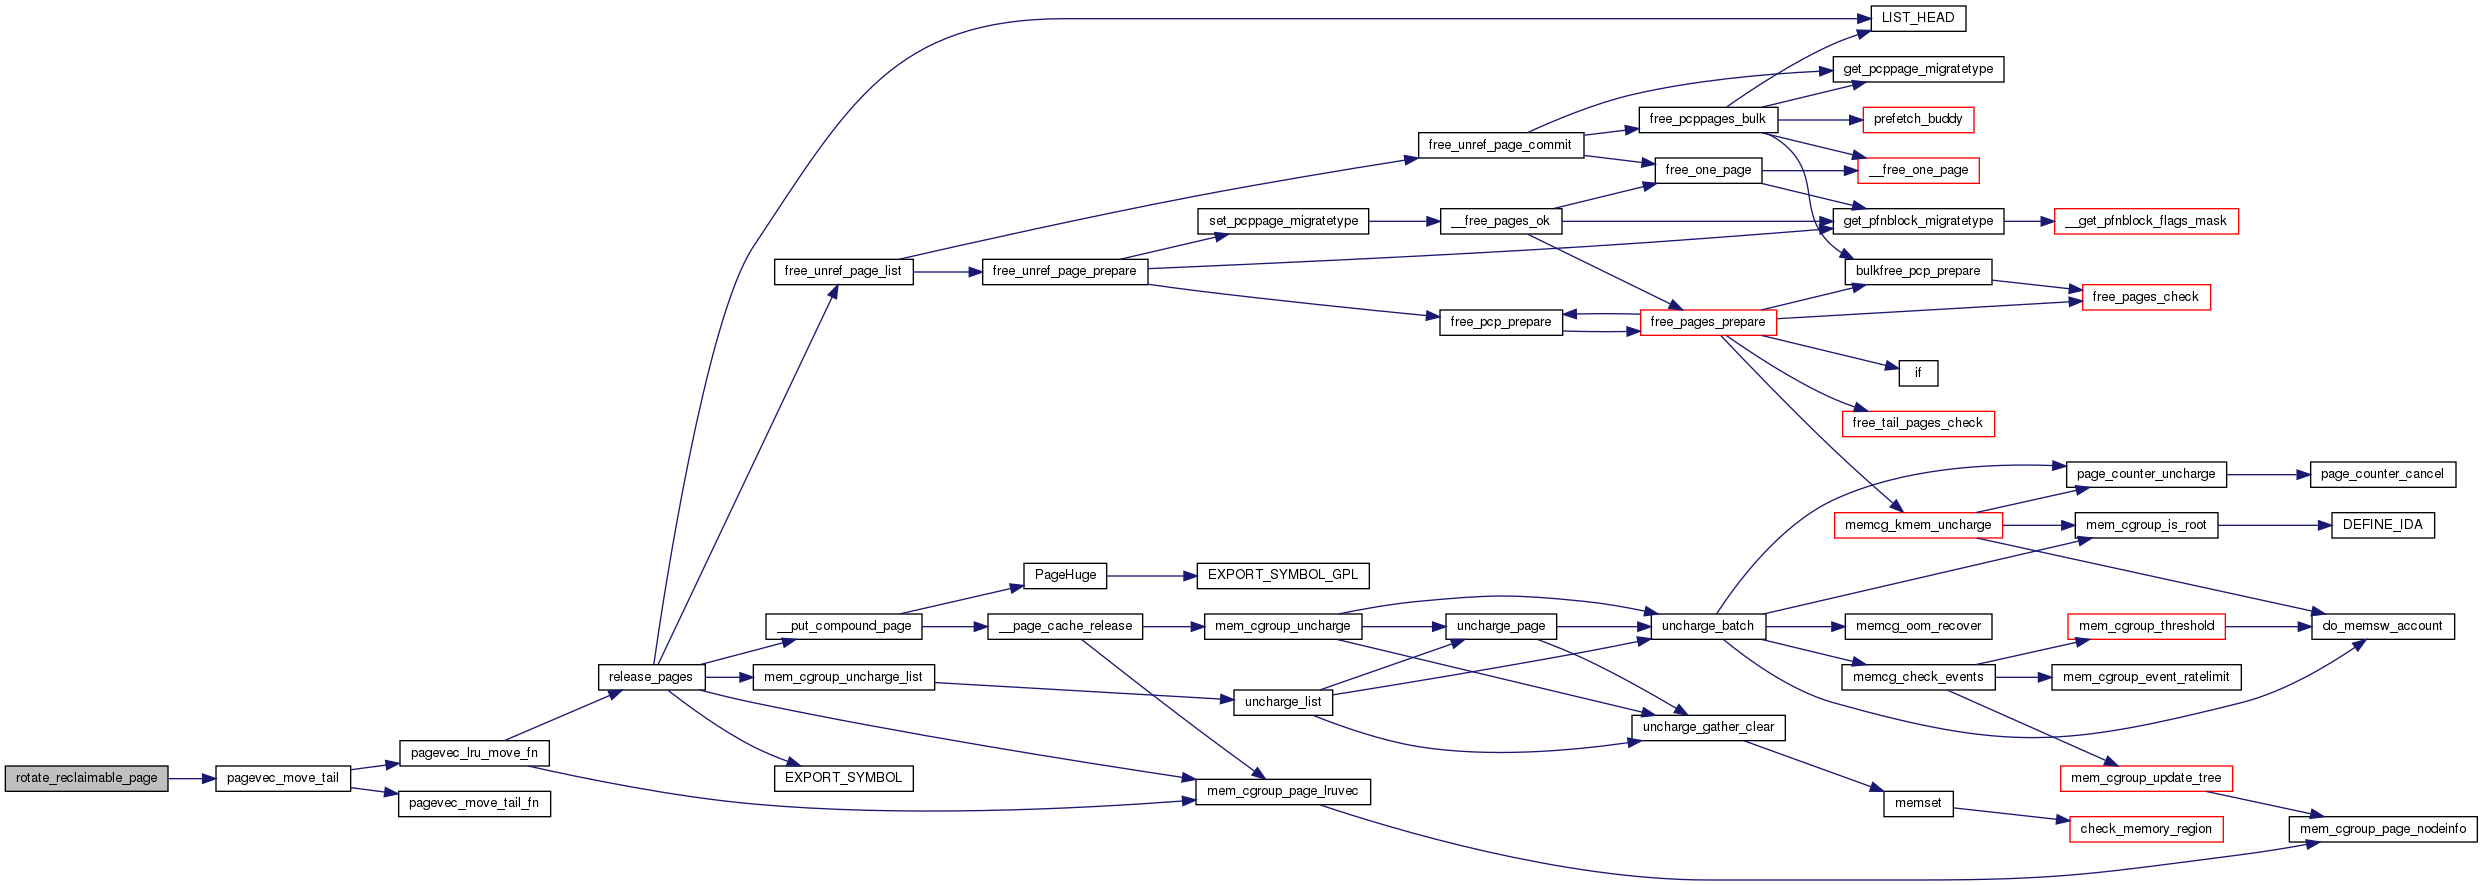 LIST_HEAD
get_pcppage_migratetype
free_pcppages_bulk
prefetch_buddy
free_unref_page_commit
free_one_page
__free_one_page
set_pcppage_migratetype
__free_pages_ok
get_pfnblock_migratetype
__get_pfnblock_flags_mask
free_unref_page_list
free_unref_page_prepare
bulkfree_pcp_prepare
free_pages_check
free_pcp_prepare
free_pages_prepare
if
free_tail_pages_check
page_counter_uncharge
page_counter_cancel
memcg_kmem_uncharge
mem_cgroup_is_root
DEFINE_IDA
PageHuge
EXPORT_SYMBOL_GPL
__put_compound_page
__page_cache_release
mem_cgroup_uncharge
uncharge_page
uncharge_batch
memcg_oom_recover
mem_cgroup_threshold
do_memsw_account
release_pages
mem_cgroup_uncharge_list
uncharge_list
memcg_check_events
mem_cgroup_event_ratelimit
uncharge_gather_clear
rotate_reclaimable_page
pagevec_move_tail
pagevec_lru_move_fn
pagevec_move_tail_fn
EXPORT_SYMBOL
mem_cgroup_page_lruvec
mem_cgroup_update_tree
memset
check_memory_region
mem_cgroup_page_nodeinfo